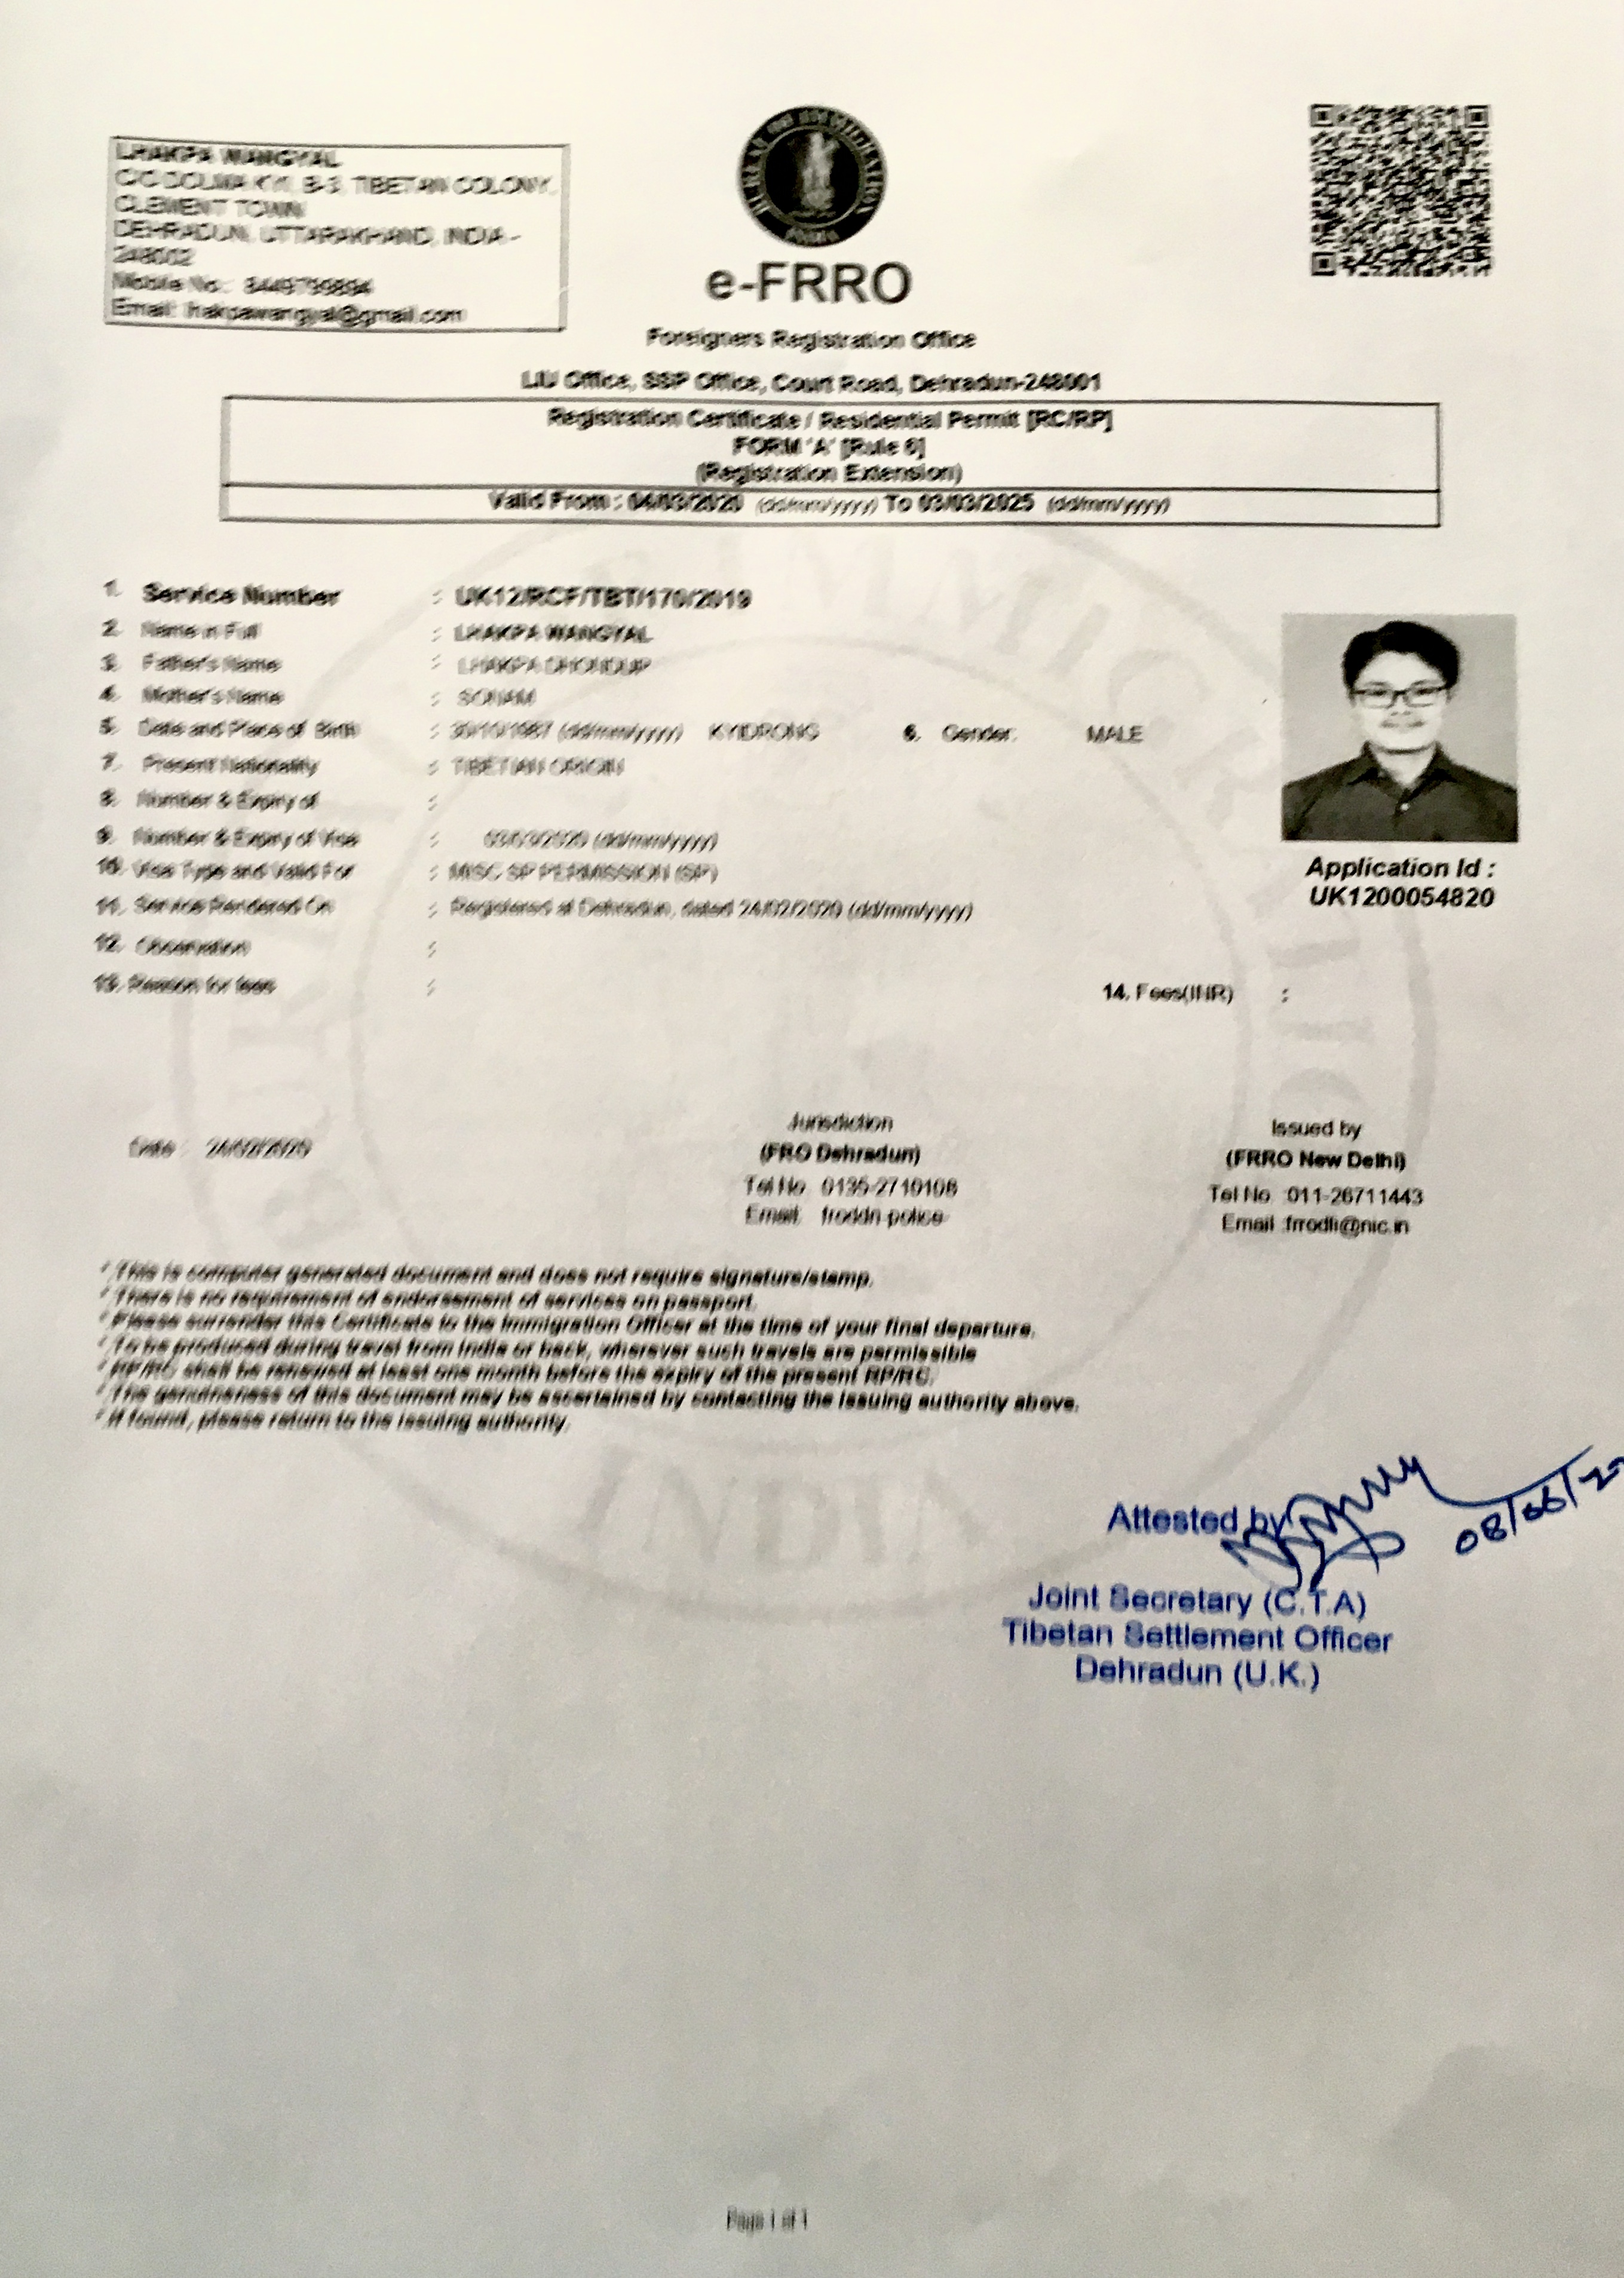 LHAKPA WANGYAL
C/O DOLMA KYI, B-3, TIBETAN COLONY,
CLEMENT TOWN
DEHRADUN, UTTARAKHAND, INDIA -
248002
Mobile No.: 8449799894
Email: lhakpawangyal@gmail.com
BUREAU OF IMMIGRATION
INDIA
e-FRRO
Foreigners Registration Office
LIU Office, SSP Office, Court Road, Dehradun-248001
Registration Certificate / Residential Permit [RC/RP]
FORM 'A' [Rule 6]
(Registration Extension)
Valid From : 04/03/2020 (dd/mm/yyyy) To 03/03/2025 (dd/mm/yyyy)
1. Service Number : UK12/RCF/TBT/170/2019
2. Name in Full : LHAKPA WANGYAL
3. Father's Name : LHAKPA DHONDUP
4. Mother's Name : SONAM
5. Date and Place of Birth : 30/10/1987 (dd/mm/yyyy) KYIDRONG 6. Gender: MALE
7. Present Nationality : TIBETIAN ORIGIN
8. Number & Expiry of :
9. Number & Expiry of Visa : 03/03/2020 (dd/mm/yyyy)
10. Visa Type and Valid For : MISC SP PERMISSION (SP)
Application Id :
UK1200054820
11. Service Rendered On : Registered at Dehradun, dated 24/02/2020 (dd/mm/yyyy)
12. Observation :
13. Reason for fees : 14. Fees(INR) :
Date : 24/02/2020
Jurisdiction
(FRO Dehradun)
Tel No 0135-2710108
Email: froddn-police-
Issued by
(FRRO New Delhi)
Tel No :011-26711443
Email :frrodli@nic.in
* This is computer generated document and does not require signature/stamp.
* There is no requirement of endorsement of services on passport.
* Please surrender this Certificate to the Immigration Officer at the time of your final departure.
* To be produced during travel from India or back, wherever such travels are permissible
* RP/RC shall be renewed at least one month before the expiry of the present RP/RC.
* The genuineness of this document may be ascertained by contacting the issuing authority above.
* If found, please return to the issuing authority.
INDIA
Attested by
Joint Secretary (C.T.A)
Tibetan Settlement Officer
Dehradun (U.K.)
Page 1 of 1